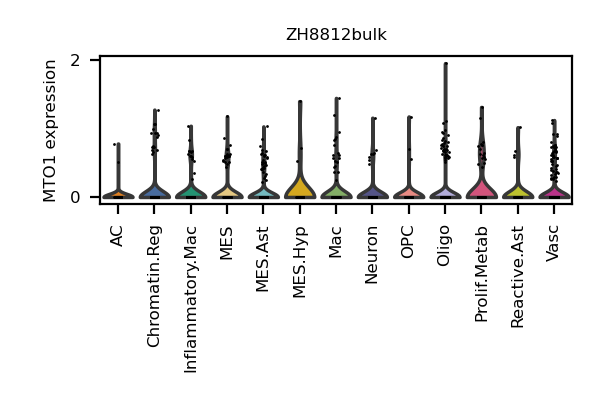 ZH8812bulk
MTO1 expression
2
0
AC
Chromatin.Reg
Inflammatory.Mac
MES
MES.Ast
MES.Hyp
Mac
Neuron
OPC
Oligo
Prolif.Metab
Reactive.Ast
Vasc